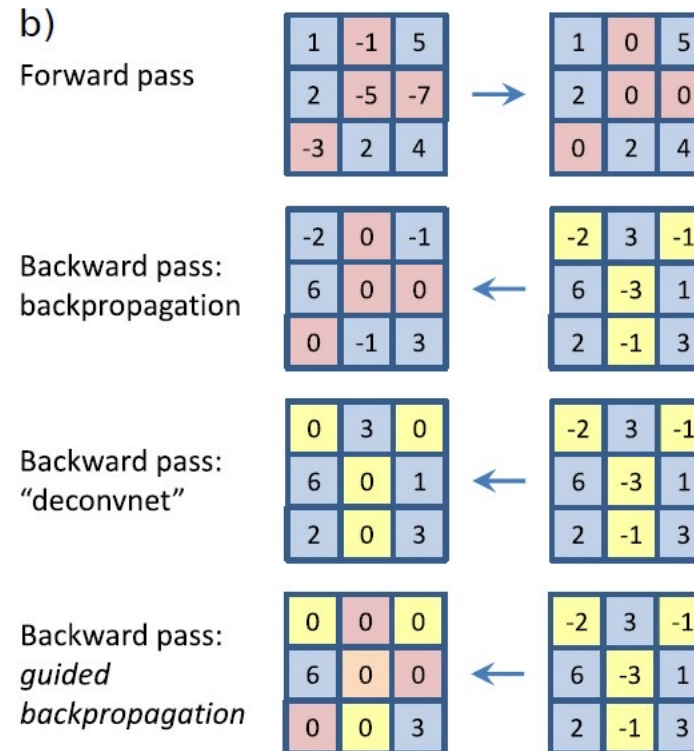 b)
Forward pass
1 -1 5 1 0 5
2 -5 -7 2 0 0
-3 2 4 0 2 4
Backward pass:
backpropagation
-2 0 -1 -2 3 -1
6 0 0 6 -3 1
0 -1 3 2 -1 3
Backward pass:
“deconvnet”
0 3 0 -2 3 -1
6 0 1 6 -3 1
2 0 3 2 -1 3
Backward pass:
guided
backpropagation
0 0 0 -2 3 -1
6 0 0 6 -3 1
0 0 3 2 -1 3